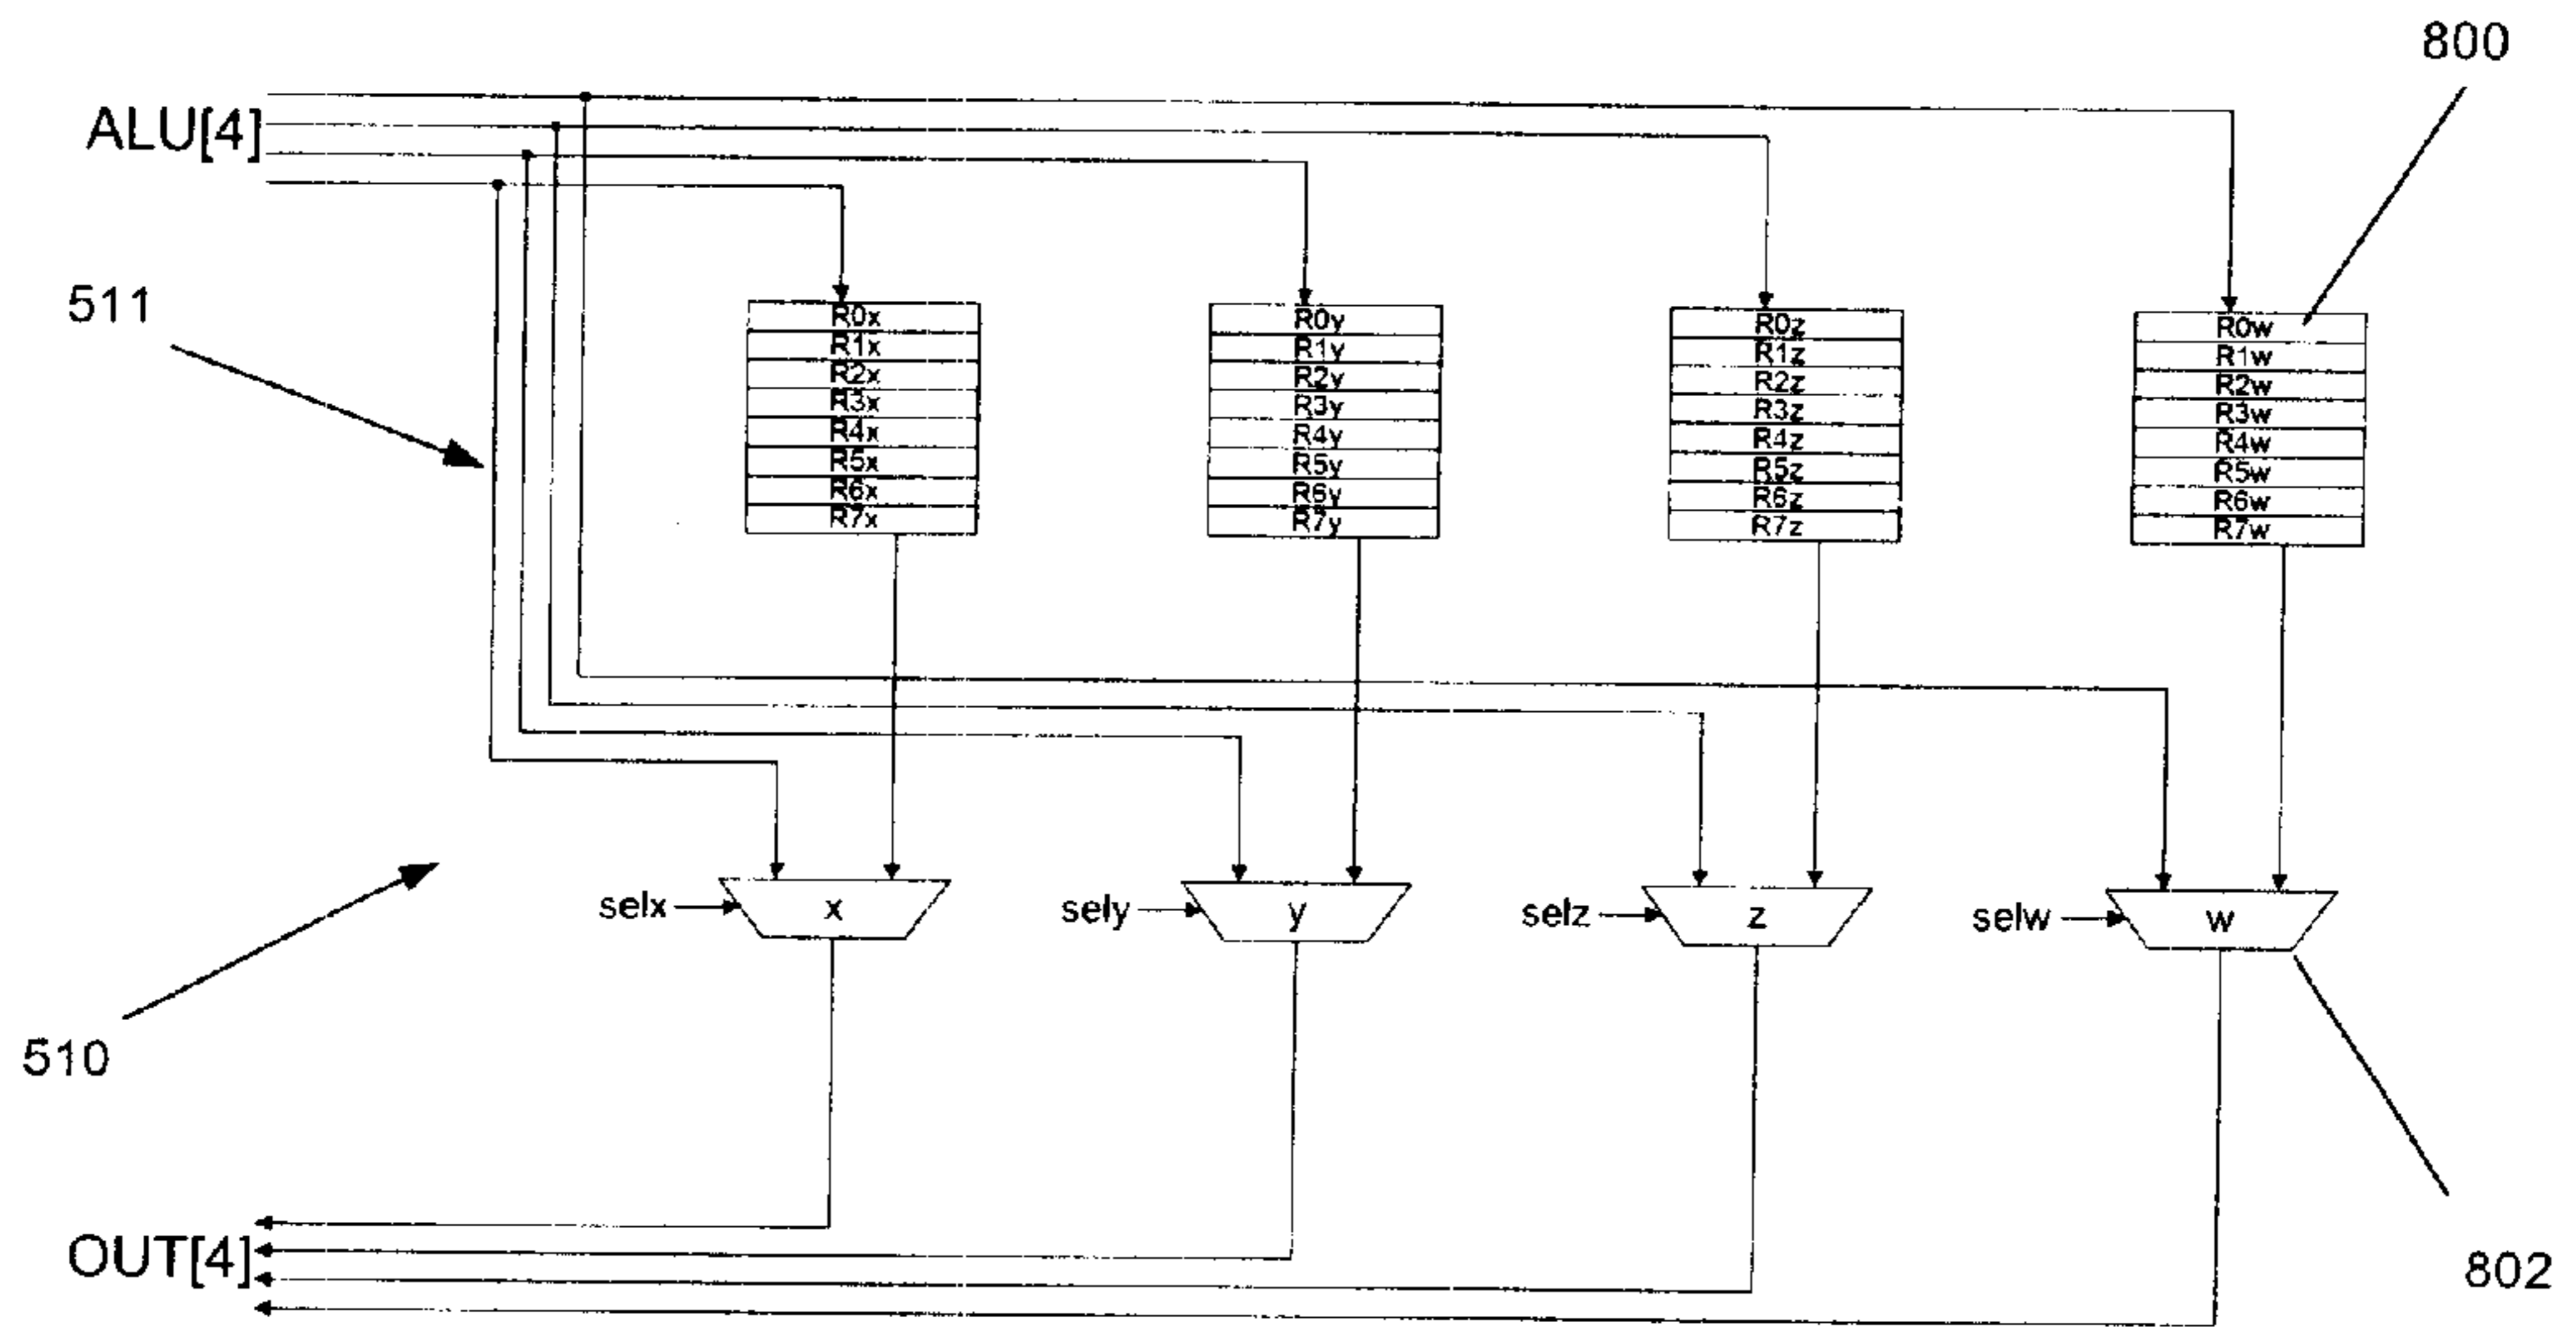 800
ALU[4]
511
R0x R0y R0z R0w
R1x R1y R1z R1w
R2x R2y R2z R2w
R3x R3y R3z R3w
R4x R4y R4z R4w
R5x R5y R5z R5w
R6x R6y R6z R6w
R7x R7y R7z R7w
selx x sely y selz z selw w
510
OUT[4]
802